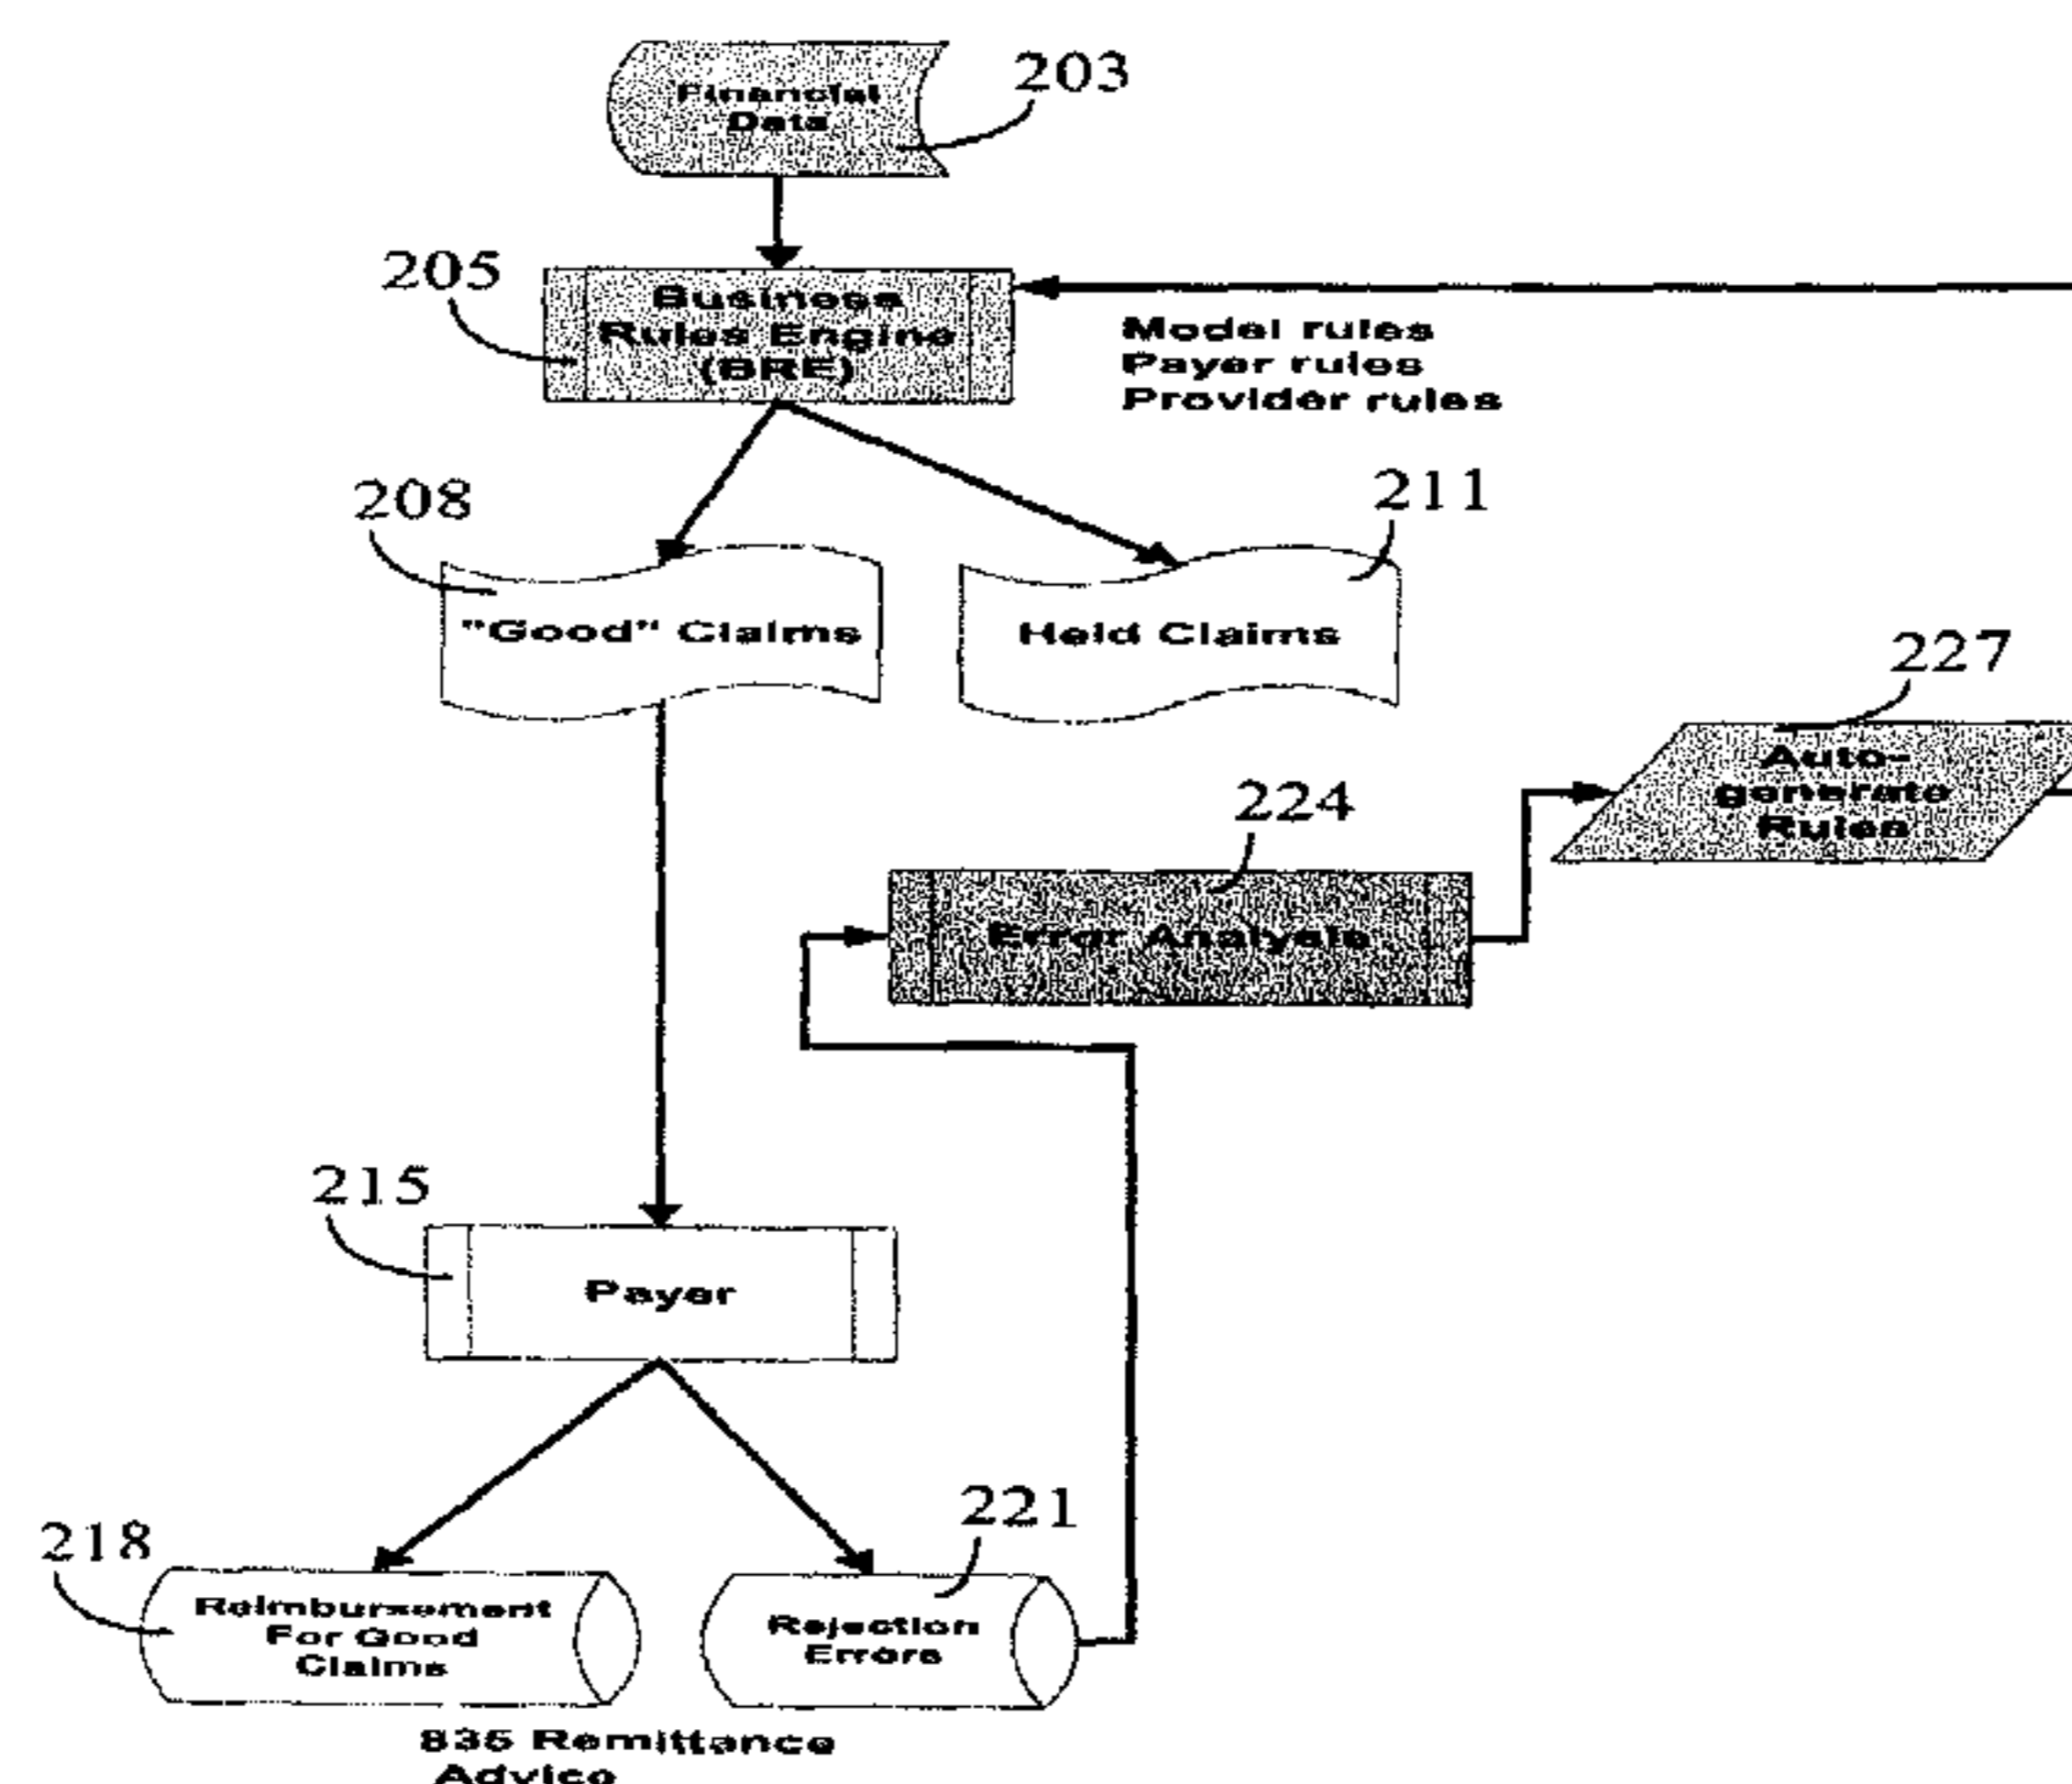 203
Financial
Data
205
Business
Rules Engine
(BRE)
Model rules
Payer rules
Provider rules
208
211
"Good" Claims
Held Claims
227
Auto-
generate
Rules
224
Error Analysis
215
Payer
218
221
Reimbursement
For Good
Claims
Rejection
Errors
835 Remittance
Advice